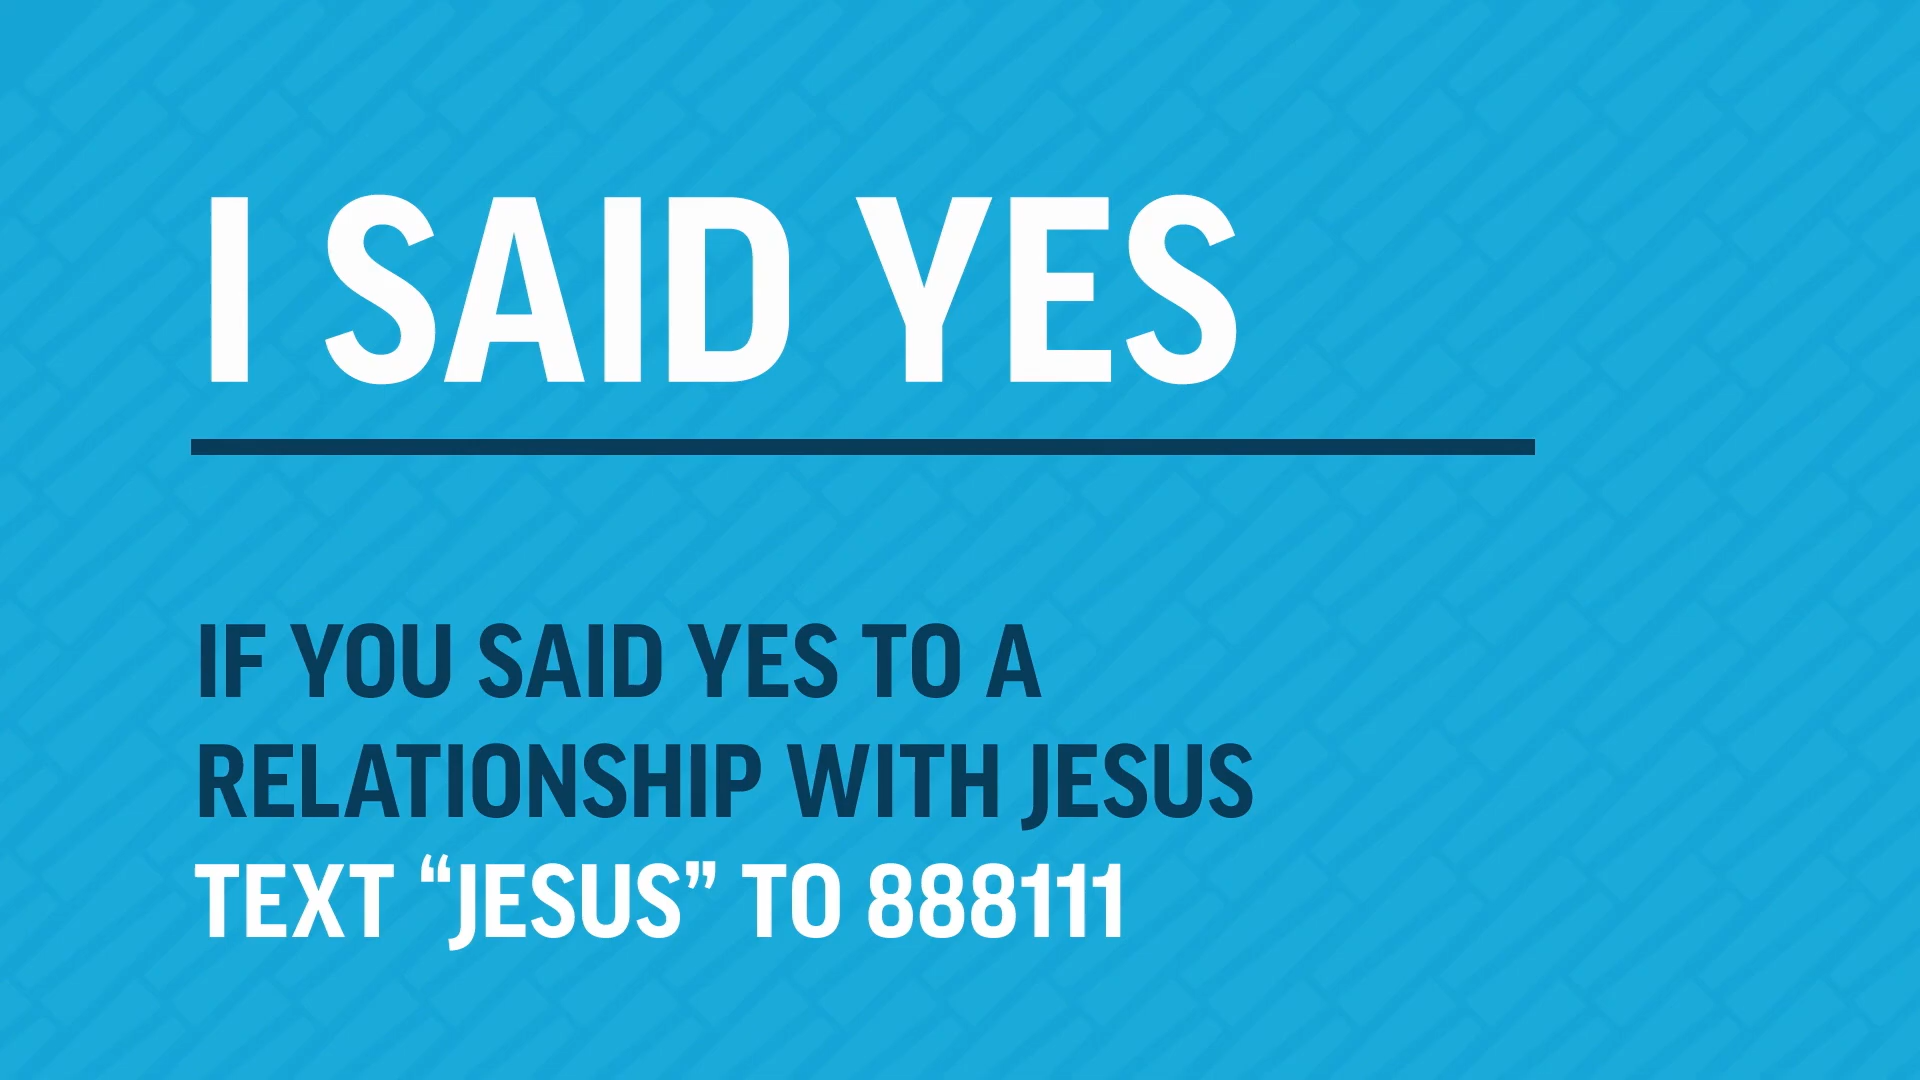 I SAID YES
IF YOU SAID YES TO A
RELATIONSHIP WITH JESUS
TEXT “JESUS” TO 888111